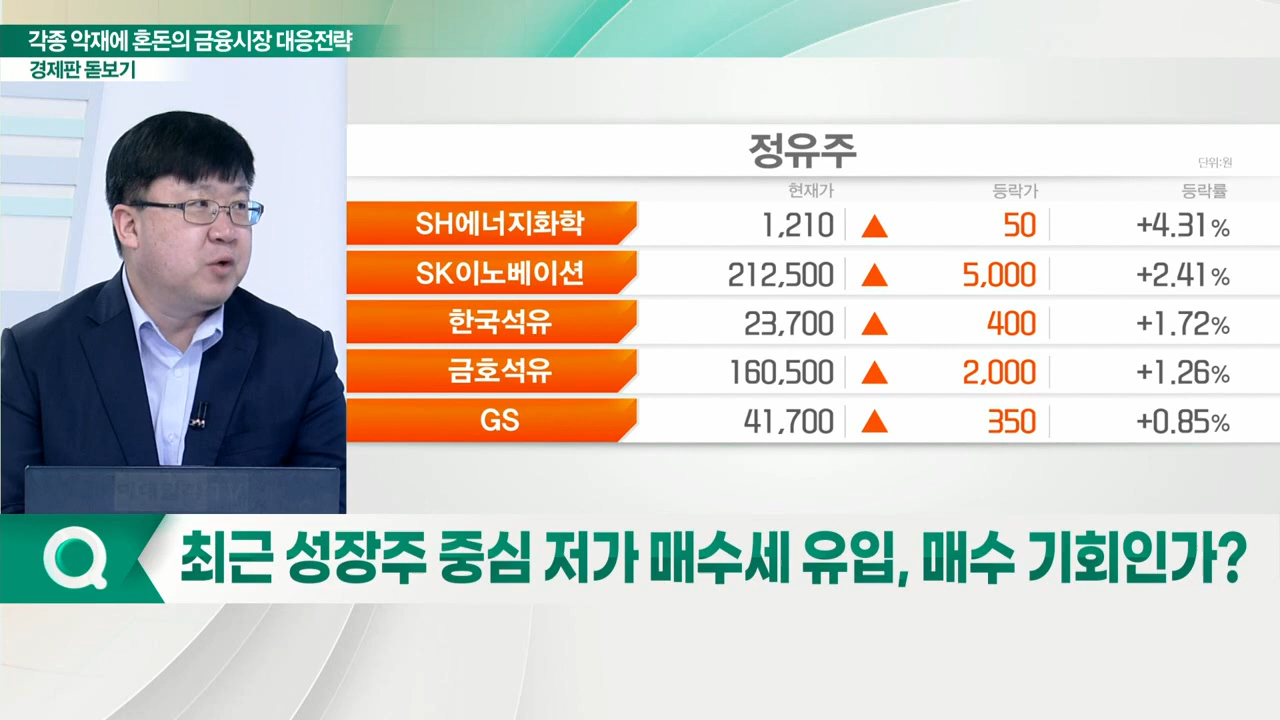 각종 악재에 혼돈의 금융시장 대응전략
경제판 돋보기
정유주
단위:원
현재가 등락가 등락률
SH에너지화학 1,210 ▲ 50 +4.31%
SK이노베이션 212,500 ▲ 5,000 +2.41%
한국석유 23,700 ▲ 400 +1.72%
금호석유 160,500 ▲ 2,000 +1.26%
GS 41,700 ▲ 350 +0.85%
Q 최근 성장주 중심 저가 매수세 유입, 매수 기회인가?